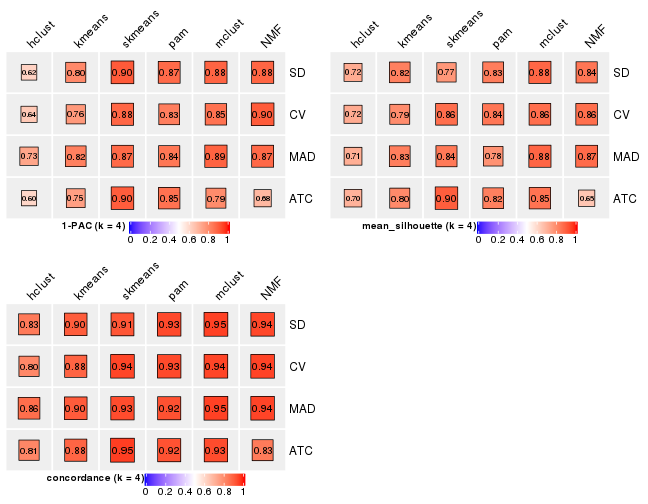 hclust kmeans skmeans pam mclust NMF
0.62 0.80 0.90 0.87 0.88 0.88 SD
0.64 0.76 0.88 0.83 0.85 0.90 CV
0.73 0.82 0.87 0.84 0.89 0.87 MAD
0.60 0.75 0.90 0.85 0.79 0.68 ATC
1-PAC (k = 4)
0 0.2 0.4 0.6 0.8 1
hclust kmeans skmeans pam mclust NMF
0.72 0.82 0.77 0.83 0.88 0.84 SD
0.72 0.79 0.86 0.84 0.86 0.86 CV
0.71 0.83 0.84 0.78 0.88 0.87 MAD
0.70 0.80 0.90 0.82 0.85 0.65 ATC
mean_silhouette (k = 4)
0 0.2 0.4 0.6 0.8 1
hclust kmeans skmeans pam mclust NMF
0.83 0.90 0.91 0.93 0.95 0.94 SD
0.80 0.88 0.94 0.93 0.94 0.94 CV
0.86 0.90 0.93 0.92 0.95 0.94 MAD
0.81 0.88 0.95 0.92 0.93 0.83 ATC
concordance (k = 4)
0 0.2 0.4 0.6 0.8 1